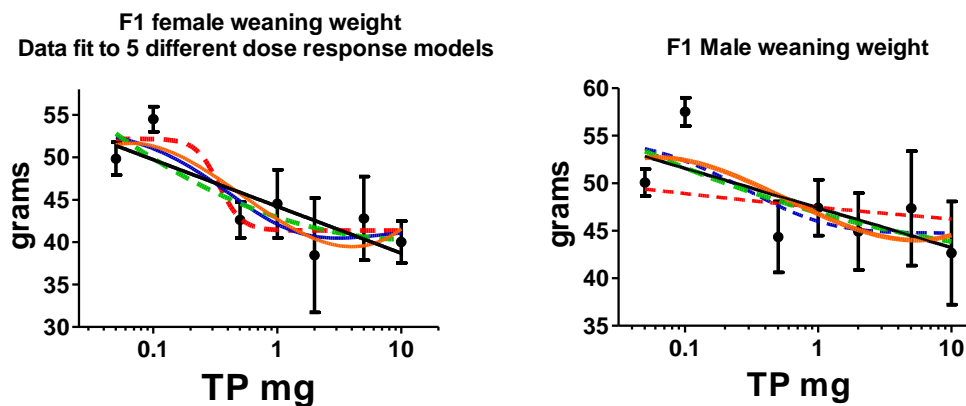 F1 female weaning weight
Data fit to 5 different dose response models
grams
55
50
45
40
35
30
0.1
1
10
TP mg
F1 Male weaning weight
grams
60
55
50
45
40
35
0.1
1
10
TP mg